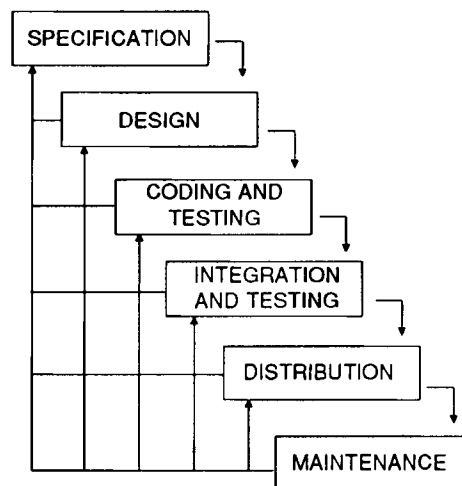 SPECIFICATION
DESIGN
CODING AND
TESTING
INTEGRATION
AND TESTING
DISTRIBUTION
MAINTENANCE